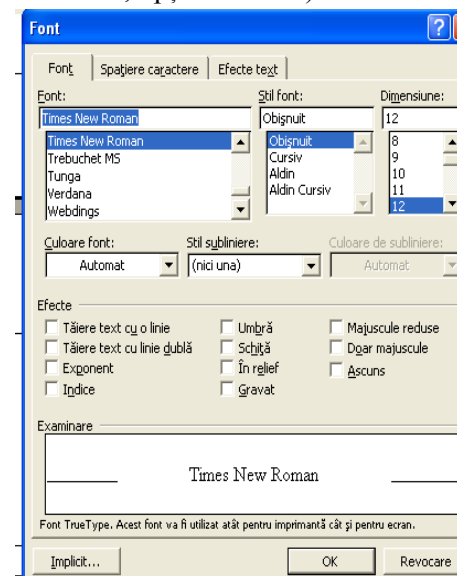 Font
?
Font Spațiere caractere Efecte text
Font: Stil font: Dimensiune:
Times New Roman Obișnuit 12
Times New Roman Obișnuit 8
Trebuchet MS Cursiv 9
Tunga Aldin 10
Verdana Aldin Cursiv 11
Webdings 12
Culoare font: Stil subliniere: Culoare de subliniere:
Automat (nici una) Automat
Efecte
Tăiere text cu o linie Umbră Majuscule reduse
Tăiere text cu linie dublă Schiță Doar majuscule
Exponent În relief Ascuns
Indice Gravat
Examinare
Times New Roman
Font TrueType. Acest font va fi utilizat atât pentru imprimantă cât și pentru ecran.
Implicit... OK Revocare